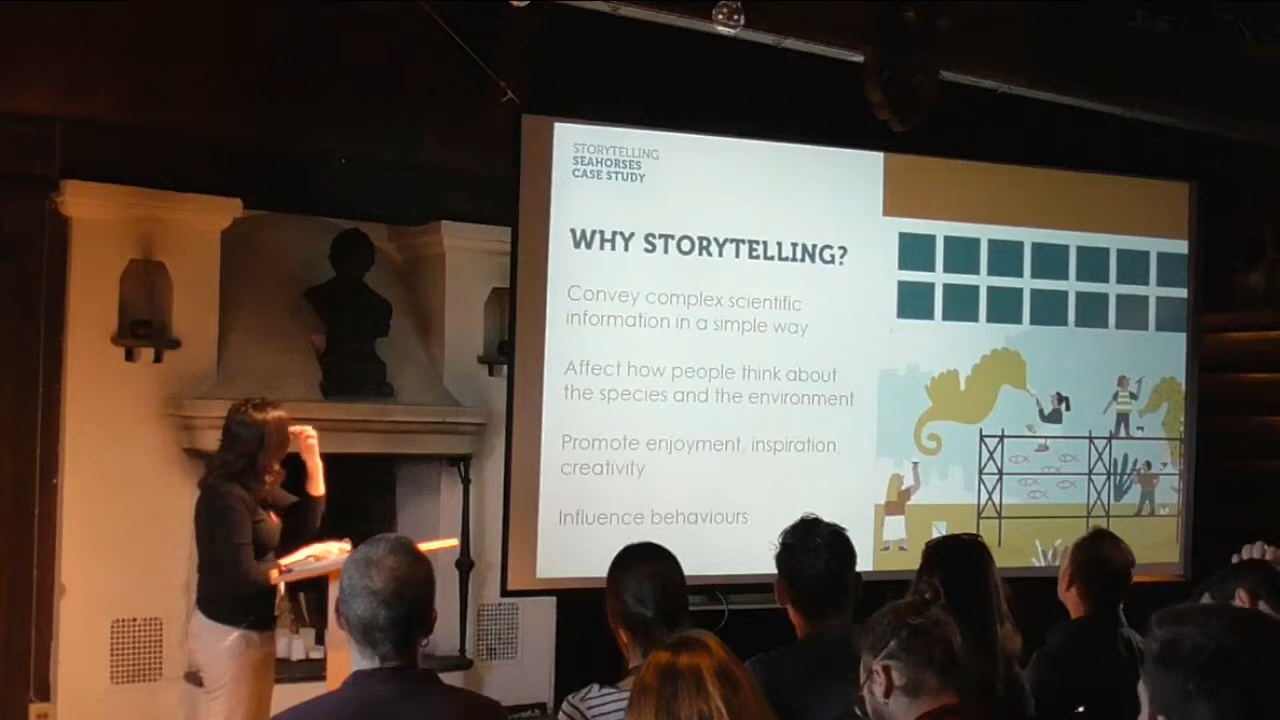 STORYTELLING
SEAHORSES
CASE STUDY
WHY STORYTELLING?
Convey complex scientific
information in a simple way
Affect how people think about
the species and the environment
Promote enjoyment, inspiration,
creativity
Influence behaviours